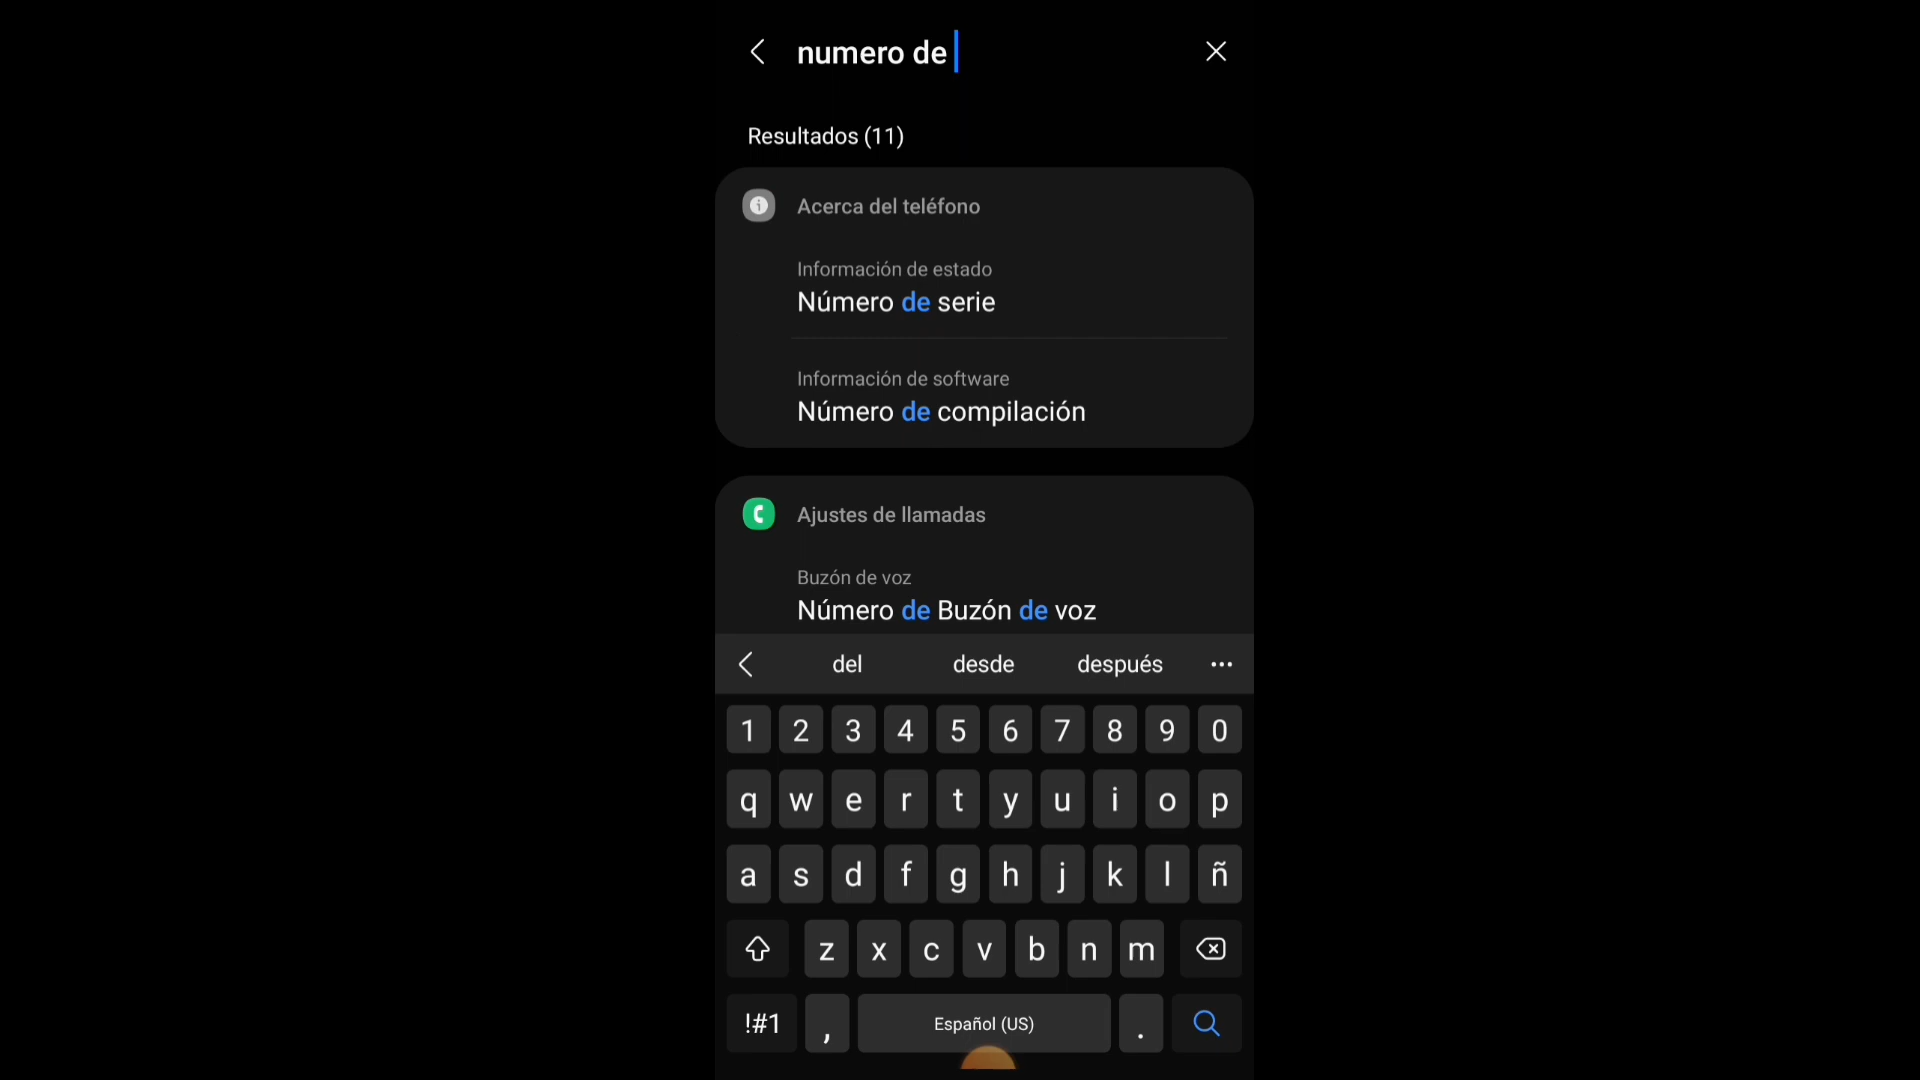 numero de
Resultados (11)
Acerca del teléfono
Información de estado
Número de serie
Información de software
Número de compilación
Ajustes de llamadas
Buzón de voz
Número de Buzón de voz
del desde después
1 2 3 4 5 6 7 8 9 0
q w e r t y u i o p
a s d f g h j k l ñ
z x c v b n m
!#1 , Español (US) .